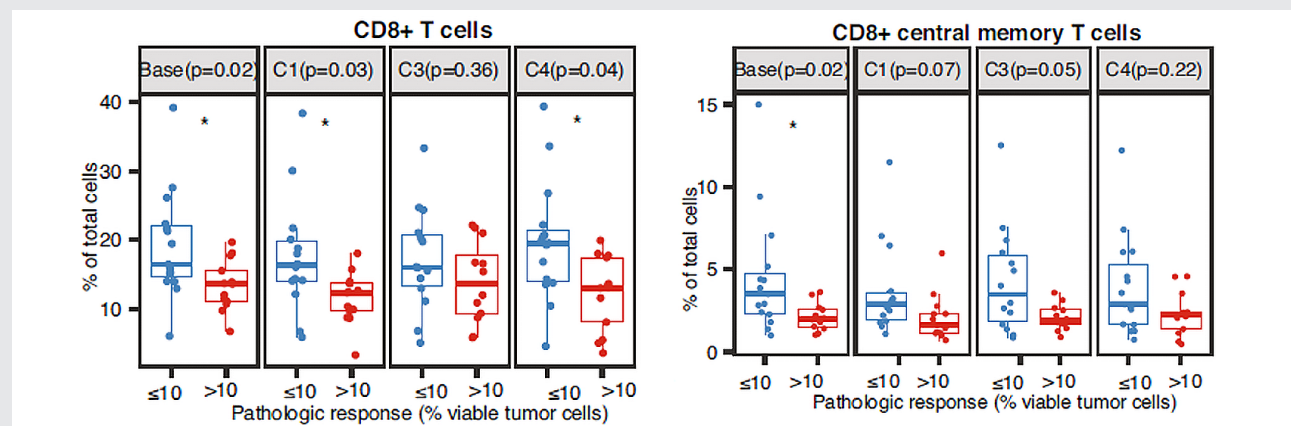 CD8+ T cells
Base(p=0.02) C1(p=0.03) C3(p=0.36) C4(p=0.04)
40
30
20
10
% of total cells
* * *
≤10 >10 ≤10 >10 ≤10 >10 ≤10 >10
Pathologic response (% viable tumor cells)
CD8+ central memory T cells
Base(p=0.02) C1(p=0.07) C3(p=0.05) C4(p=0.22)
15
10
5
0
% of total cells
*
≤10 >10 ≤10 >10 ≤10 >10 ≤10 >10
Pathologic response (% viable tumor cells)